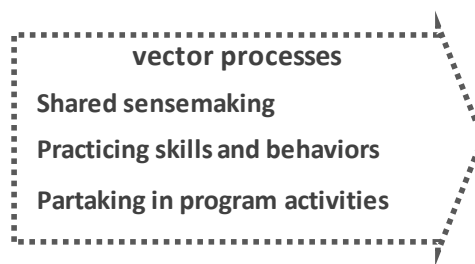 vector processes
Shared sensemaking
Practicing skills and behaviors
Partaking in program activities